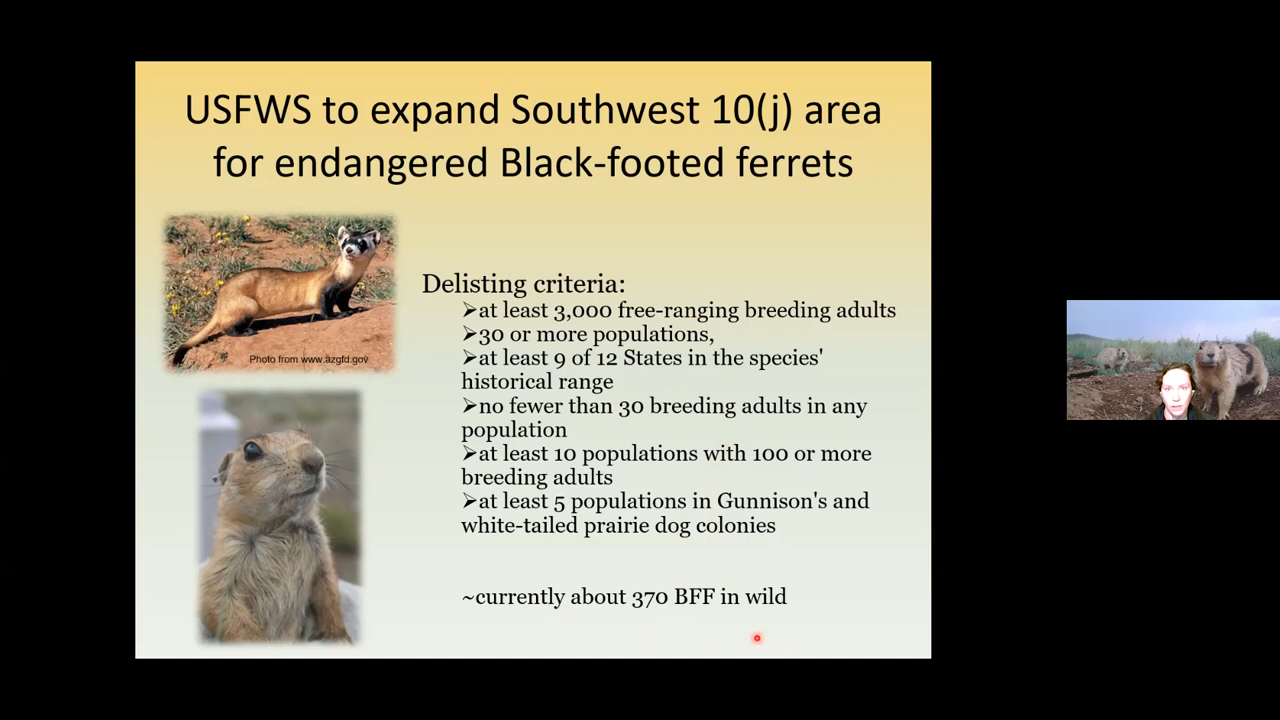 USFWS to expand Southwest 10(j) area
for endangered Black-footed ferrets
Photo from www.azgfd.gov
Delisting criteria:
➢at least 3,000 free-ranging breeding adults
➢30 or more populations,
➢at least 9 of 12 States in the species'
historical range
➢no fewer than 30 breeding adults in any
population
➢at least 10 populations with 100 or more
breeding adults
➢at least 5 populations in Gunnison's and
white-tailed prairie dog colonies
~currently about 370 BFF in wild